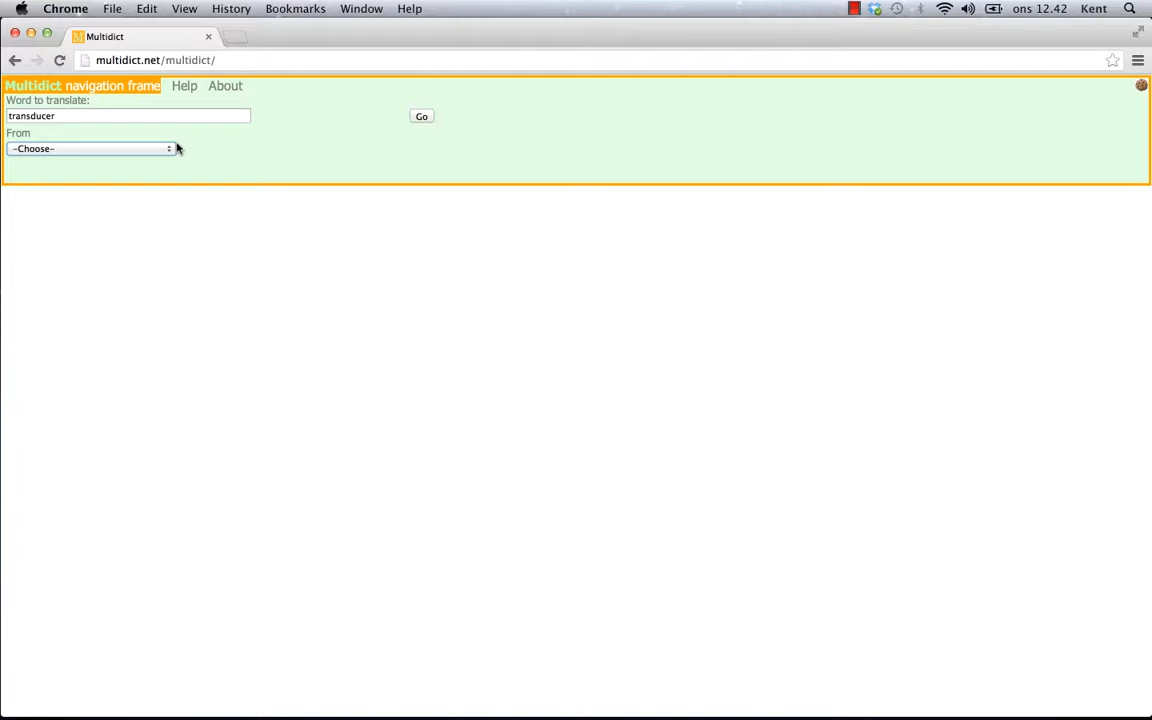 Chrome File Edit View History Bookmarks Window Help ons 12.42 Kent
Multidict
multidict.net/multidict/
Multidict navigation frame Help About
Word to translate:
transducer Go
From
-Choose-